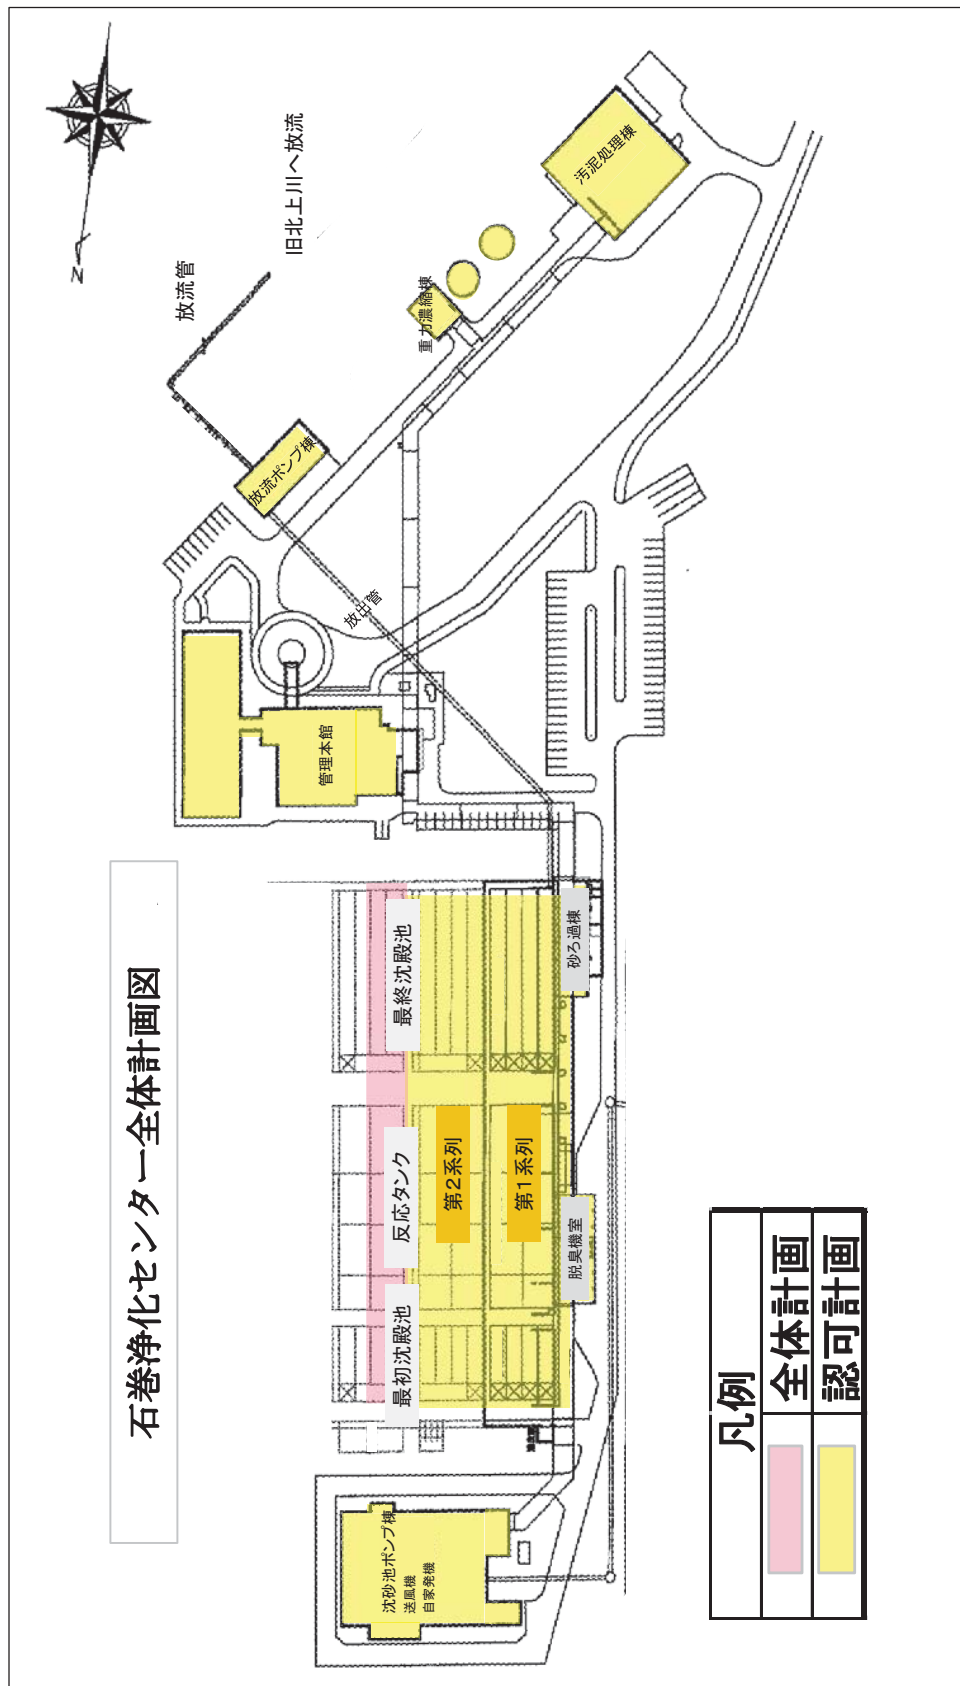 石巻浄化センター全体計画図
N
旧北上川へ放流
放流管
汚泥処理棟
重力濃縮棟
放流ポンプ棟
放出管
管理本館
最終沈殿池
反応タンク
最初沈殿池
第2系列
第1系列
砂ろ過棟
脱臭機室
沈砂池ポンプ棟
送風機
自家発機
凡例
全体計画
認可計画